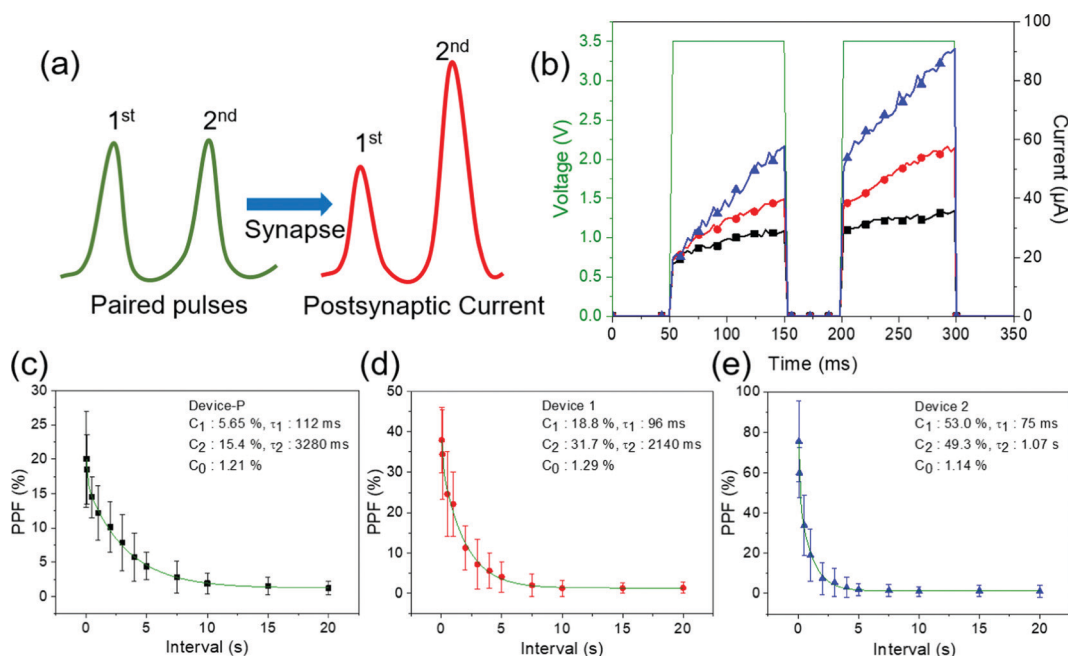 (a)
1st
2nd
Synapse
1st
2nd
Paired pulses
Postsynaptic Current
(b)
Voltage (V)
3.5
3.0
2.5
2.0
1.5
1.0
0.5
0.0
0 50 100 150 200 250 300 350
Time (ms)
100
80
60
40
20
0
Current (μA)
(c)
PPF (%)
30
25
20
15
10
5
0
Device-P
C1 : 5.65 %, τ1 : 112 ms
C2 : 15.4 %, τ2 : 3280 ms
C0 : 1.21 %
0 5 10 15 20
Interval (s)
(d)
PPF (%)
50
40
30
20
10
0
Device 1
C1 : 18.8 %, τ1 : 96 ms
C2 : 31.7 %, τ2 : 2140 ms
C0 : 1.29 %
0 5 10 15 20
Interval (s)
(e)
PPF (%)
100
80
60
40
20
0
Device 2
C1 : 53.0 %, τ1 : 75 ms
C2 : 49.3 %, τ2 : 1.07 s
C0 : 1.14 %
0 5 10 15 20
Interval (s)